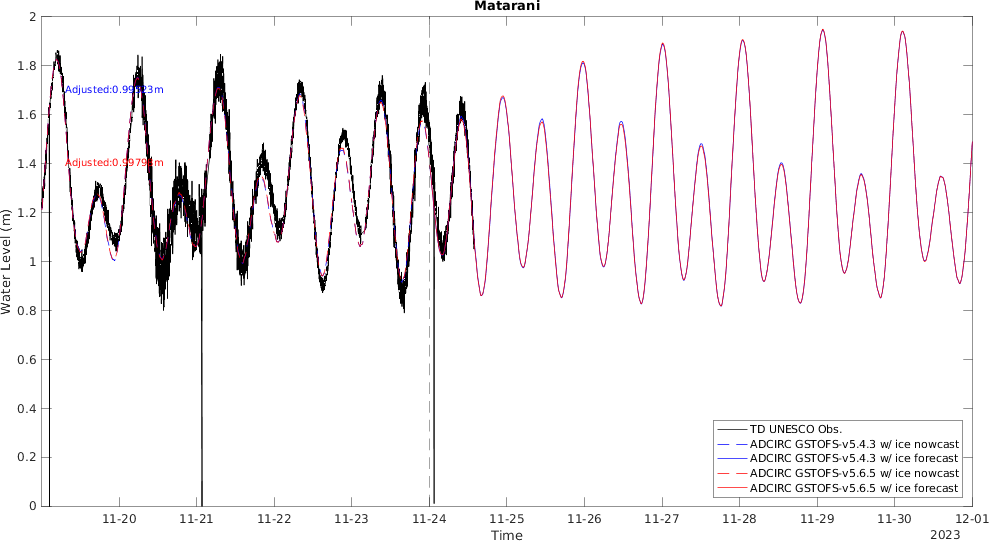 Matarani
Water Level (m)
2
1.8
1.6
1.4
1.2
1
0.8
0.6
0.4
0.2
0
Adjusted:
Adjusted:
TD UNESCO Obs.
ADCIRC GSTOFS-v5.4.3 w/ ice nowcast
ADCIRC GSTOFS-v5.4.3 w/ ice forecast
ADCIRC GSTOFS-v5.6.5 w/ ice nowcast
ADCIRC GSTOFS-v5.6.5 w/ ice forecast
11-20 11-21 11-22 11-23 11-24 11-25 11-26 11-27 11-28 11-29 11-30 12-01
Time
2023